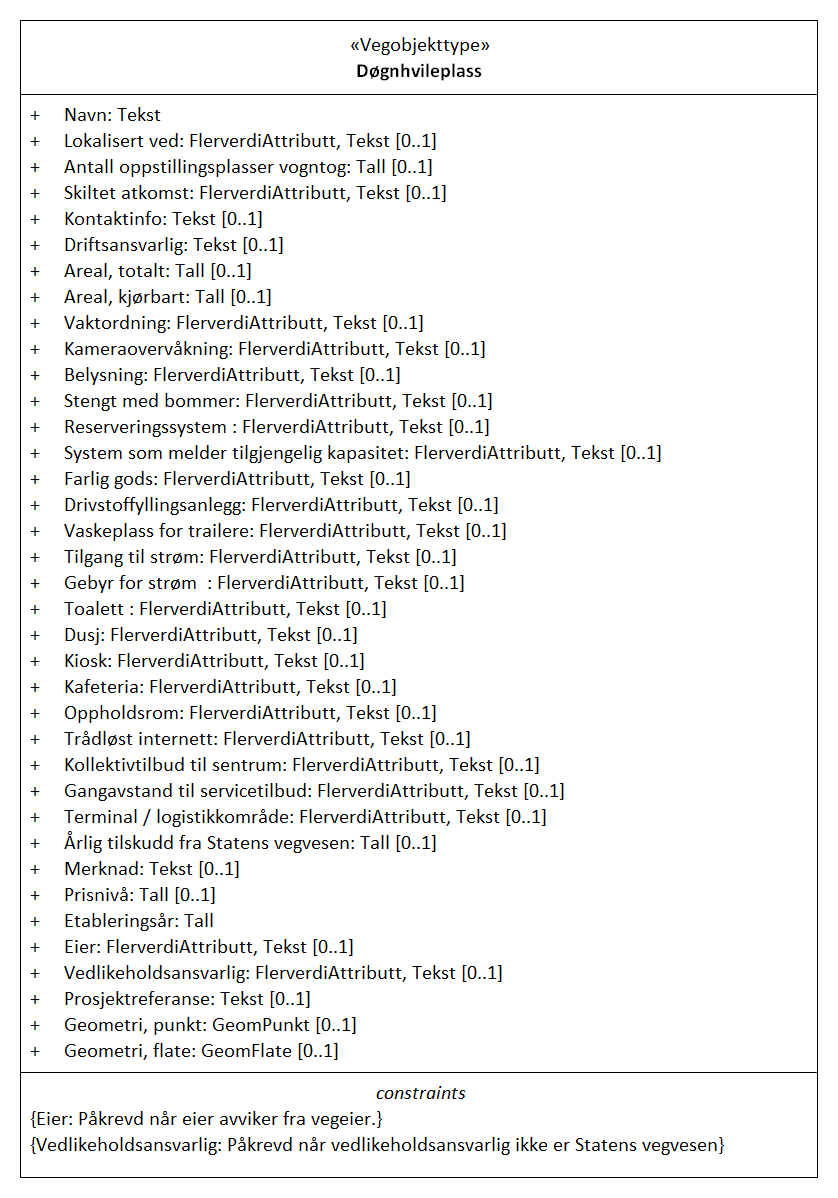 «Vegobjekttype»
Døgnhvileplass
+ Navn: Tekst
+ Lokalisert ved: FlerverdiAttributt, Tekst [0..1]
+ Antall oppstillingsplasser vogntog: Tall [0..1]
+ Skiltet atkomst: FlerverdiAttributt, Tekst [0..1]
+ Kontaktinfo: Tekst [0..1]
+ Driftsansvarlig: Tekst [0..1]
+ Areal, totalt: Tall [0..1]
+ Areal, kjørbart: Tall [0..1]
+ Vaktordning: FlerverdiAttributt, Tekst [0..1]
+ Kameraovervåkning: FlerverdiAttributt, Tekst [0..1]
+ Belysning: FlerverdiAttributt, Tekst [0..1]
+ Stengt med bommer: FlerverdiAttributt, Tekst [0..1]
+ Reserveringssystem : FlerverdiAttributt, Tekst [0..1]
+ System som melder tilgjengelig kapasitet: FlerverdiAttributt, Tekst [0..1]
+ Farlig gods: FlerverdiAttributt, Tekst [0..1]
+ Drivstoffyllingsanlegg: FlerverdiAttributt, Tekst [0..1]
+ Vaskeplass for trailere: FlerverdiAttributt, Tekst [0..1]
+ Tilgang til strøm: FlerverdiAttributt, Tekst [0..1]
+ Gebyr for strøm  : FlerverdiAttributt, Tekst [0..1]
+ Toalett : FlerverdiAttributt, Tekst [0..1]
+ Dusj: FlerverdiAttributt, Tekst [0..1]
+ Kiosk: FlerverdiAttributt, Tekst [0..1]
+ Kafeteria: FlerverdiAttributt, Tekst [0..1]
+ Oppholdsrom: FlerverdiAttributt, Tekst [0..1]
+ Trådløst internett: FlerverdiAttributt, Tekst [0..1]
+ Kollektivtilbud til sentrum: FlerverdiAttributt, Tekst [0..1]
+ Gangavstand til servicetilbud: FlerverdiAttributt, Tekst [0..1]
+ Terminal / logistikkområde: FlerverdiAttributt, Tekst [0..1]
+ Årlig tilskudd fra Statens vegvesen: Tall [0..1]
+ Merknad: Tekst [0..1]
+ Prisnivå: Tall [0..1]
+ Etableringsår: Tall
+ Eier: FlerverdiAttributt, Tekst [0..1]
+ Vedlikeholdsansvarlig: FlerverdiAttributt, Tekst [0..1]
+ Prosjektreferanse: Tekst [0..1]
+ Geometri, punkt: GeomPunkt [0..1]
+ Geometri, flate: GeomFlate [0..1]
constraints
{Eier: Påkrevd når eier avviker fra vegeier.}
{Vedlikeholdsansvarlig: Påkrevd når vedlikeholdsansvarlig ikke er Statens vegvesen}